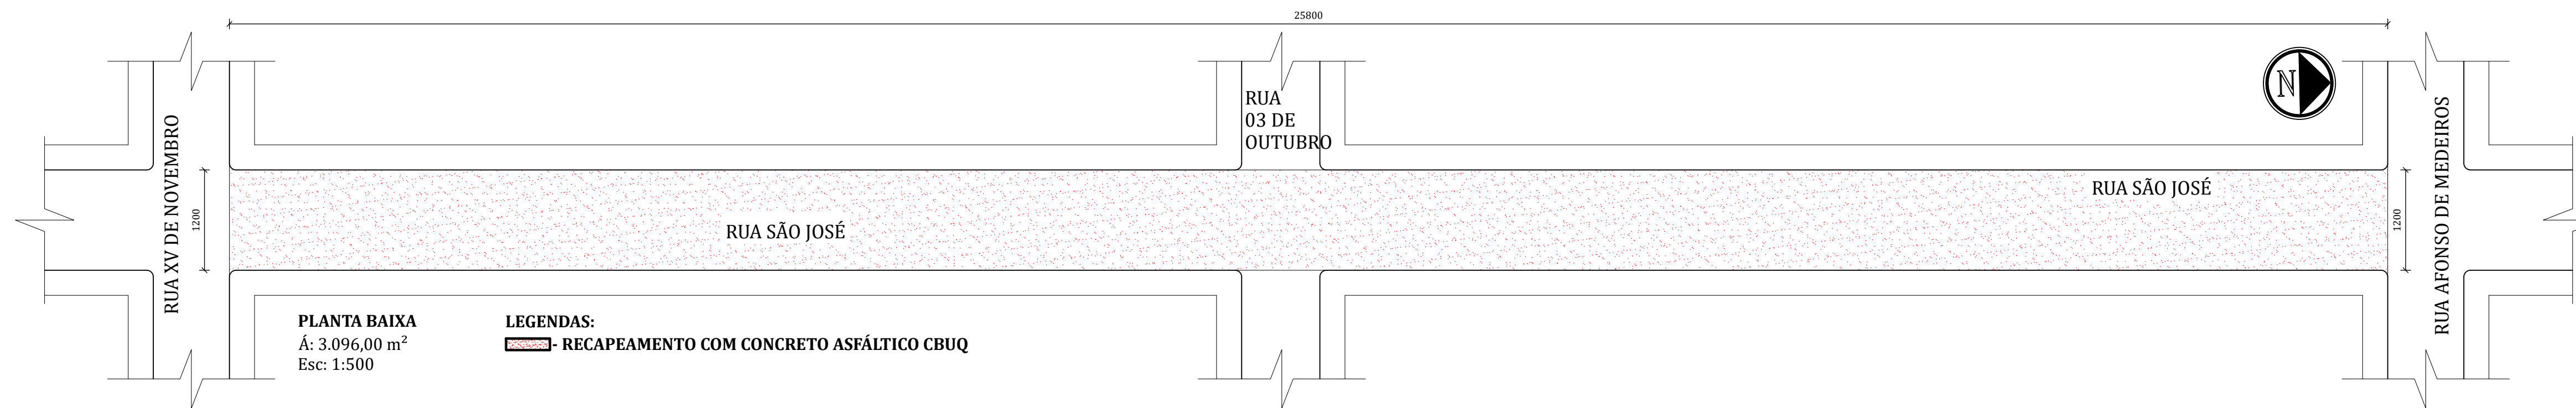 25800
RUA XV DE NOVEMBRO
1200
RUA
03 DE
OUTUBRO
N
RUA SÃO JOSÉ
RUA SÃO JOSÉ
1200
RUA AFONSO DE MEDEIROS
PLANTA BAIXA
Á: 3.096,00 m²
Esc: 1:500
LEGENDAS:
- RECAPEAMENTO COM CONCRETO ASFÁLTICO CBUQ